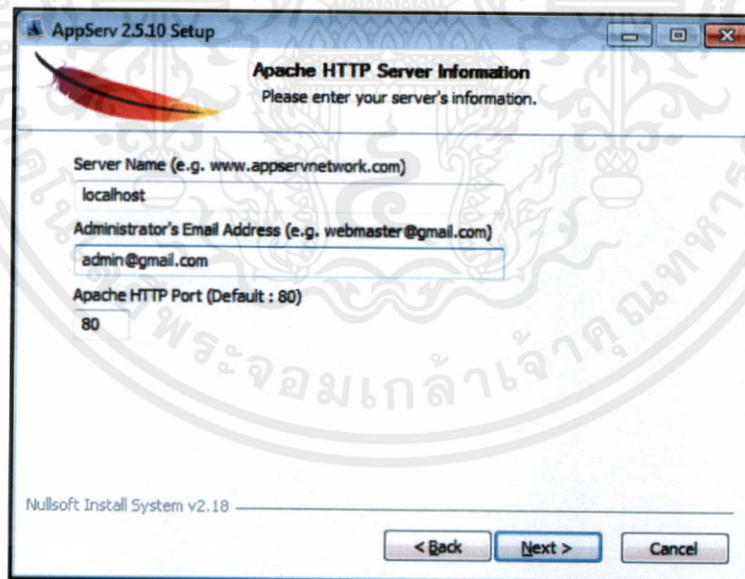 AppServ 2.5.10 Setup
Apache HTTP Server Information
Please enter your server's information.
Server Name (e.g. www.appservnetwork.com)
localhost
Administrator's Email Address (e.g. webmaster@gmail.com)
admin@gmail.com
Apache HTTP Port (Default : 80)
80
Nullsoft Install System v2.18
< Back
Next >
Cancel